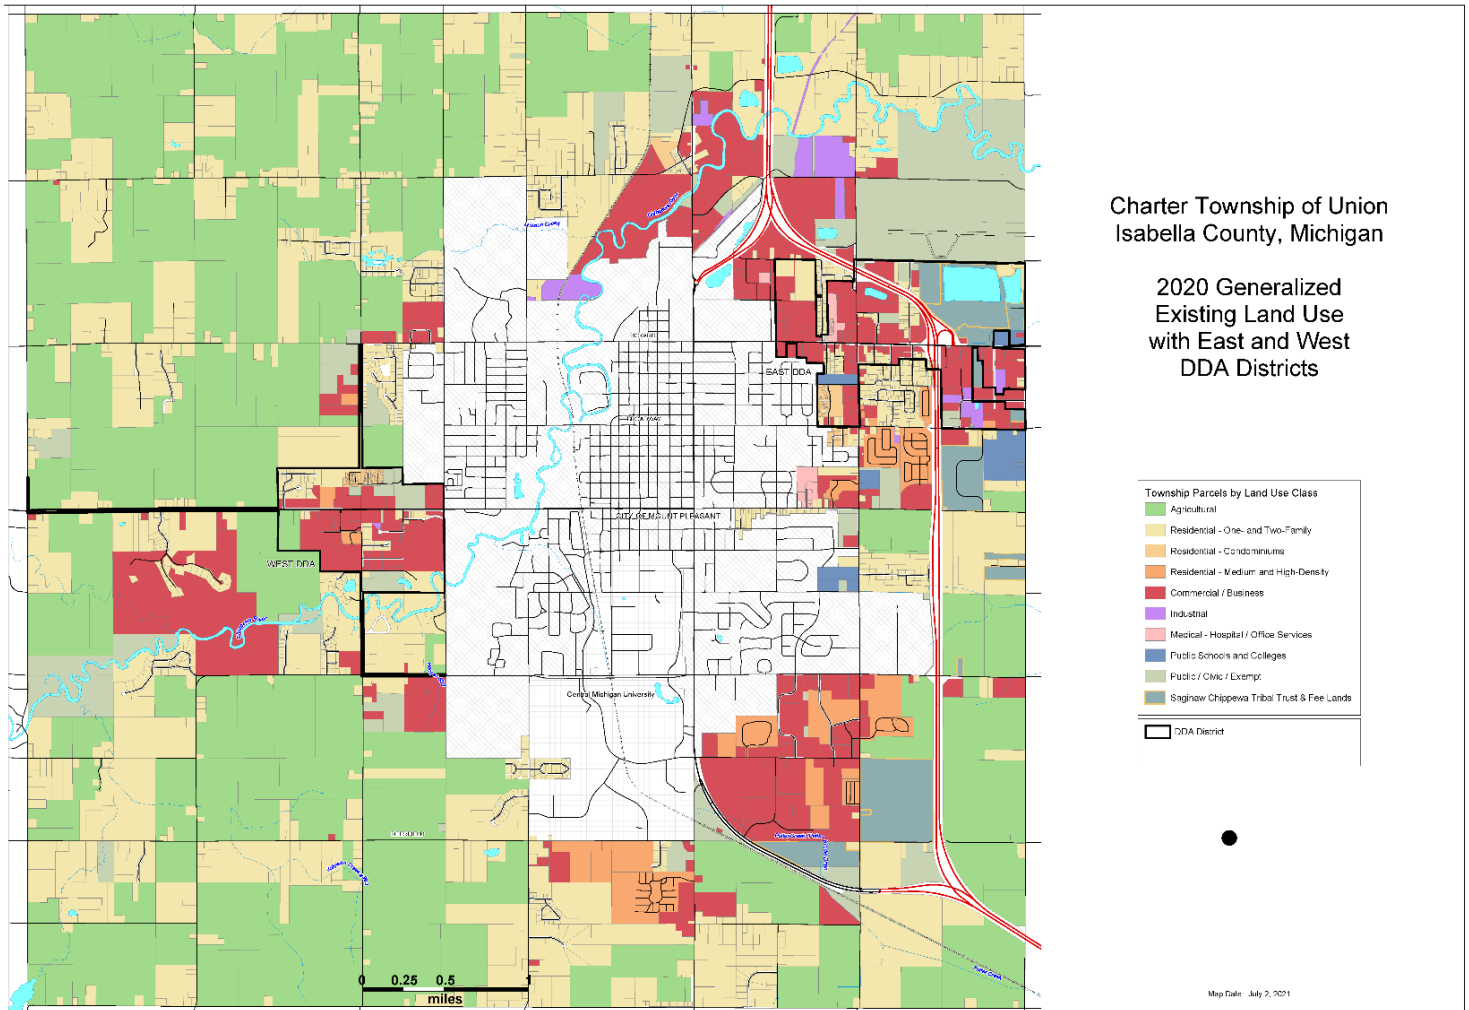 Charter Township of Union
Isabella County, Michigan
2020 Generalized
Existing Land Use
with East and West
DDA Districts
Township Parcels by Land Use Class
Agricultural
Residential - One- and Two-Family
Residential - Condominiums
Residential - Medium and High-Density
Commercial / Business
Industrial
Medical - Hospital / Office Services
Public Schools and Colleges
Public / Civic / Exempt
Saginaw Chippewa Tribal Trust & Fee Lands
DDA District
Map Date: July 2, 2021
EAST DDA
CITY OF MOUNT PLEASANT
WEST DDA
Chippewa River
Central Michigan University
0 0.25 0.5 1
miles